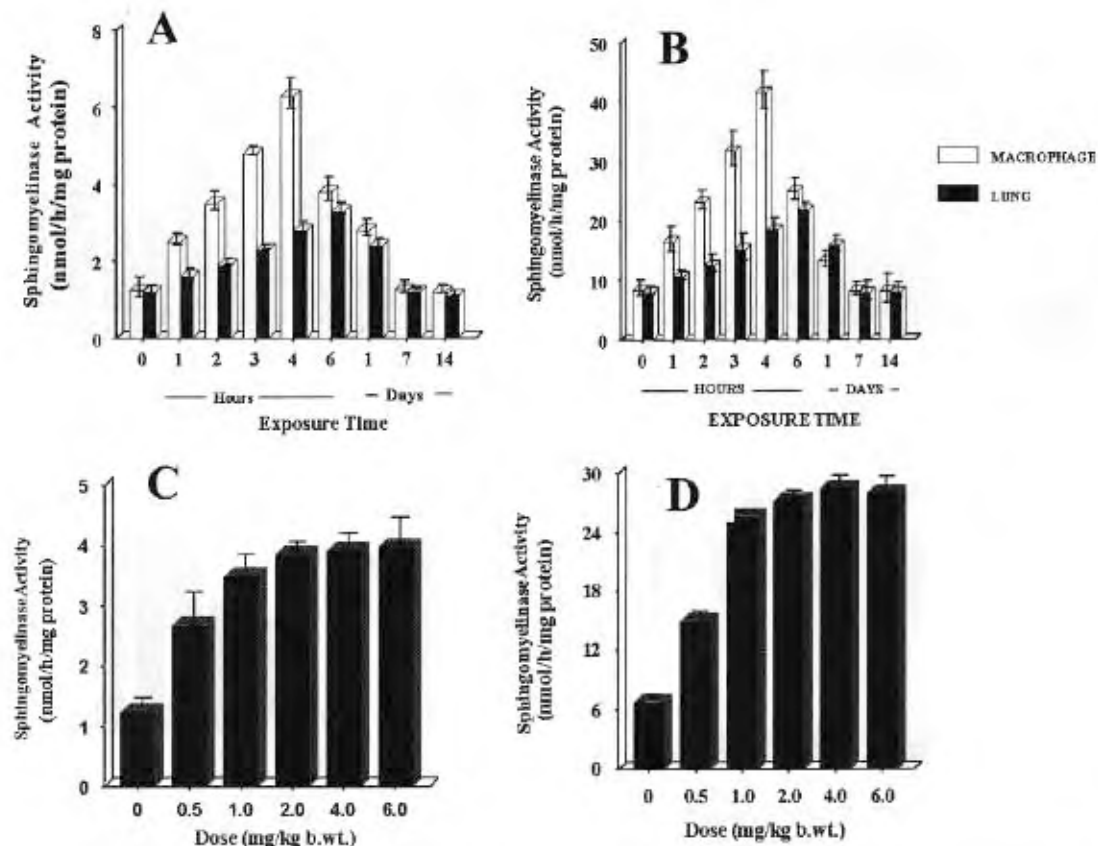 A
8
6
4
2
0
Sphingomyelinase Activity
(nmol/h/mg protein)
0 1 2 3 4 6 1 7 14
Hours Days
Exposure Time
B
50
40
30
20
10
0
Sphingomyelinase Activity
(nmol/h/mg protein)
0 1 2 3 4 6 1 7 14
HOURS DAYS
EXPOSURE TIME
MACROPHAGE
LUNG
C
5
4
3
2
1
0
Sphingomyelinase Activity
(nmol/h/mg protein)
0 0.5 1.0 2.0 4.0 6.0
Dose (mg/kg b.wt.)
D
30
24
18
12
6
0
Sphingomyelinase Activity
(nmol/h/mg protein)
0 0.5 1.0 2.0 4.0 6.0
Dose (mg/kg b.wt.)